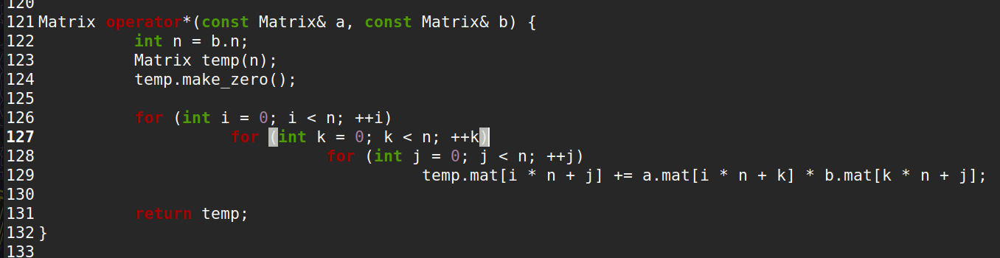 120
121 Matrix operator*(const Matrix& a, const Matrix& b) {
122 int n = b.n;
123 Matrix temp(n);
124 temp.make_zero();
125
126 for (int i = 0; i < n; ++i)
127 for (int k = 0; k < n; ++k)
128 for (int j = 0; j < n; ++j)
129 temp.mat[i * n + j] += a.mat[i * n + k] * b.mat[k * n + j];
130
131 return temp;
132 }
133